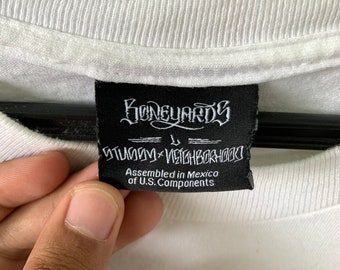 BONEYARDS
L
STUSSY × NEIGHBORHOOD
Assembled in Mexico
of U.S. Components